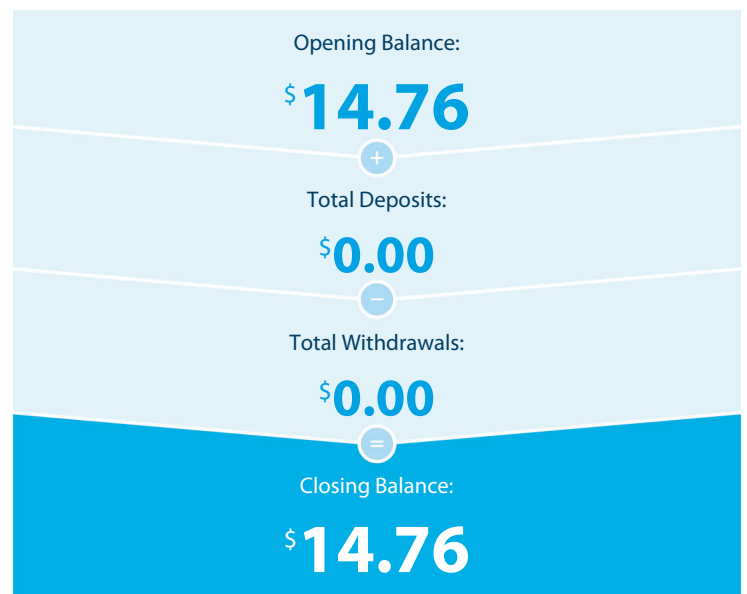 Opening Balance:
$14.76
+
Total Deposits:
$0.00
−
Total Withdrawals:
$0.00
=
Closing Balance:
$14.76